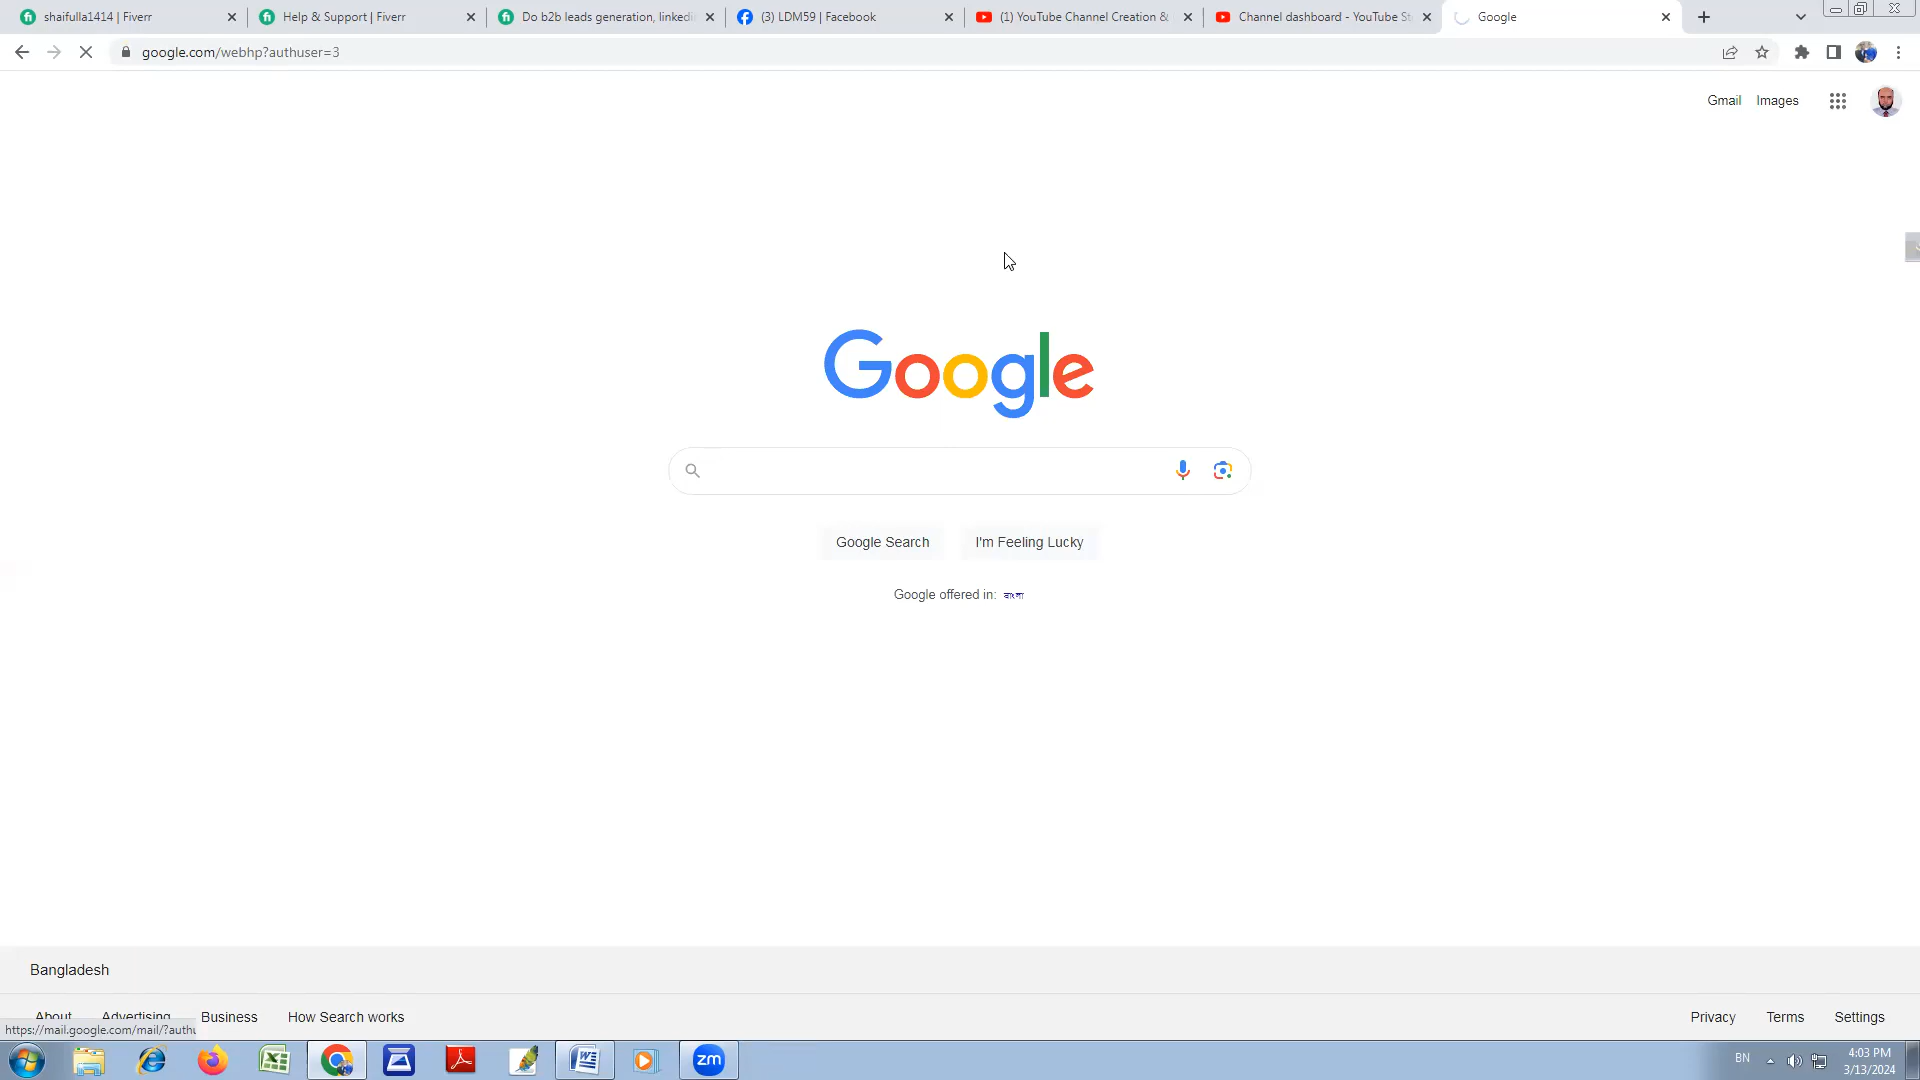 shaifulla1414 | Fiverr
Help & Support | Fiverr
Do b2b leads generation, linkedi
(3) LDM59 | Facebook
(1) YouTube Channel Creation &
Channel dashboard - YouTube St
Google
google.com/webhp?authuser=3
Gmail Images
Google
Google Search I'm Feeling Lucky
Google offered in: বাংলা
Bangladesh
About Advertising Business How Search works
Privacy Terms Settings
https://mail.google.com/mail/?authu
zm
BN
4:03 PM
3/13/2024